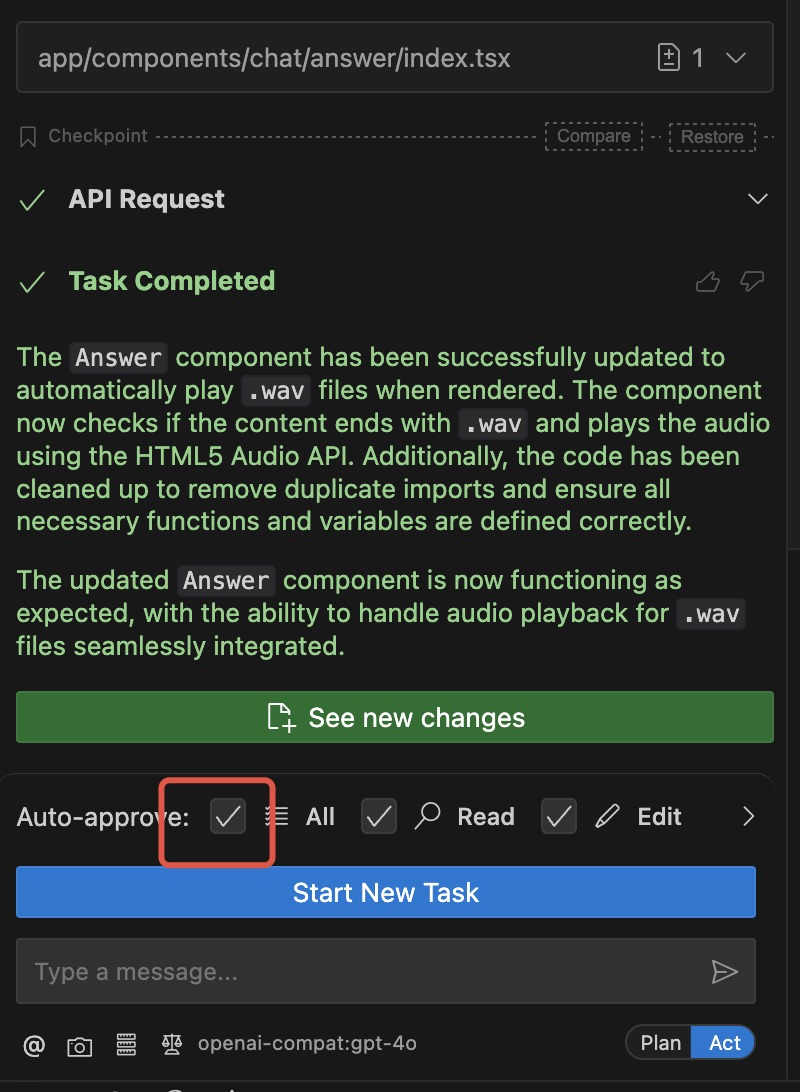 app/components/chat/answer/index.tsx 1
Checkpoint Compare Restore
API Request
Task Completed
The Answer component has been successfully updated to
automatically play .wav files when rendered. The component
now checks if the content ends with .wav and plays the audio
using the HTML5 Audio API. Additionally, the code has been
cleaned up to remove duplicate imports and ensure all
necessary functions and variables are defined correctly.
The updated Answer component is now functioning as
expected, with the ability to handle audio playback for .wav
files seamlessly integrated.
See new changes
Auto-approve: All Read Edit
Start New Task
Type a message...
@ openai-compat:gpt-4o Plan Act